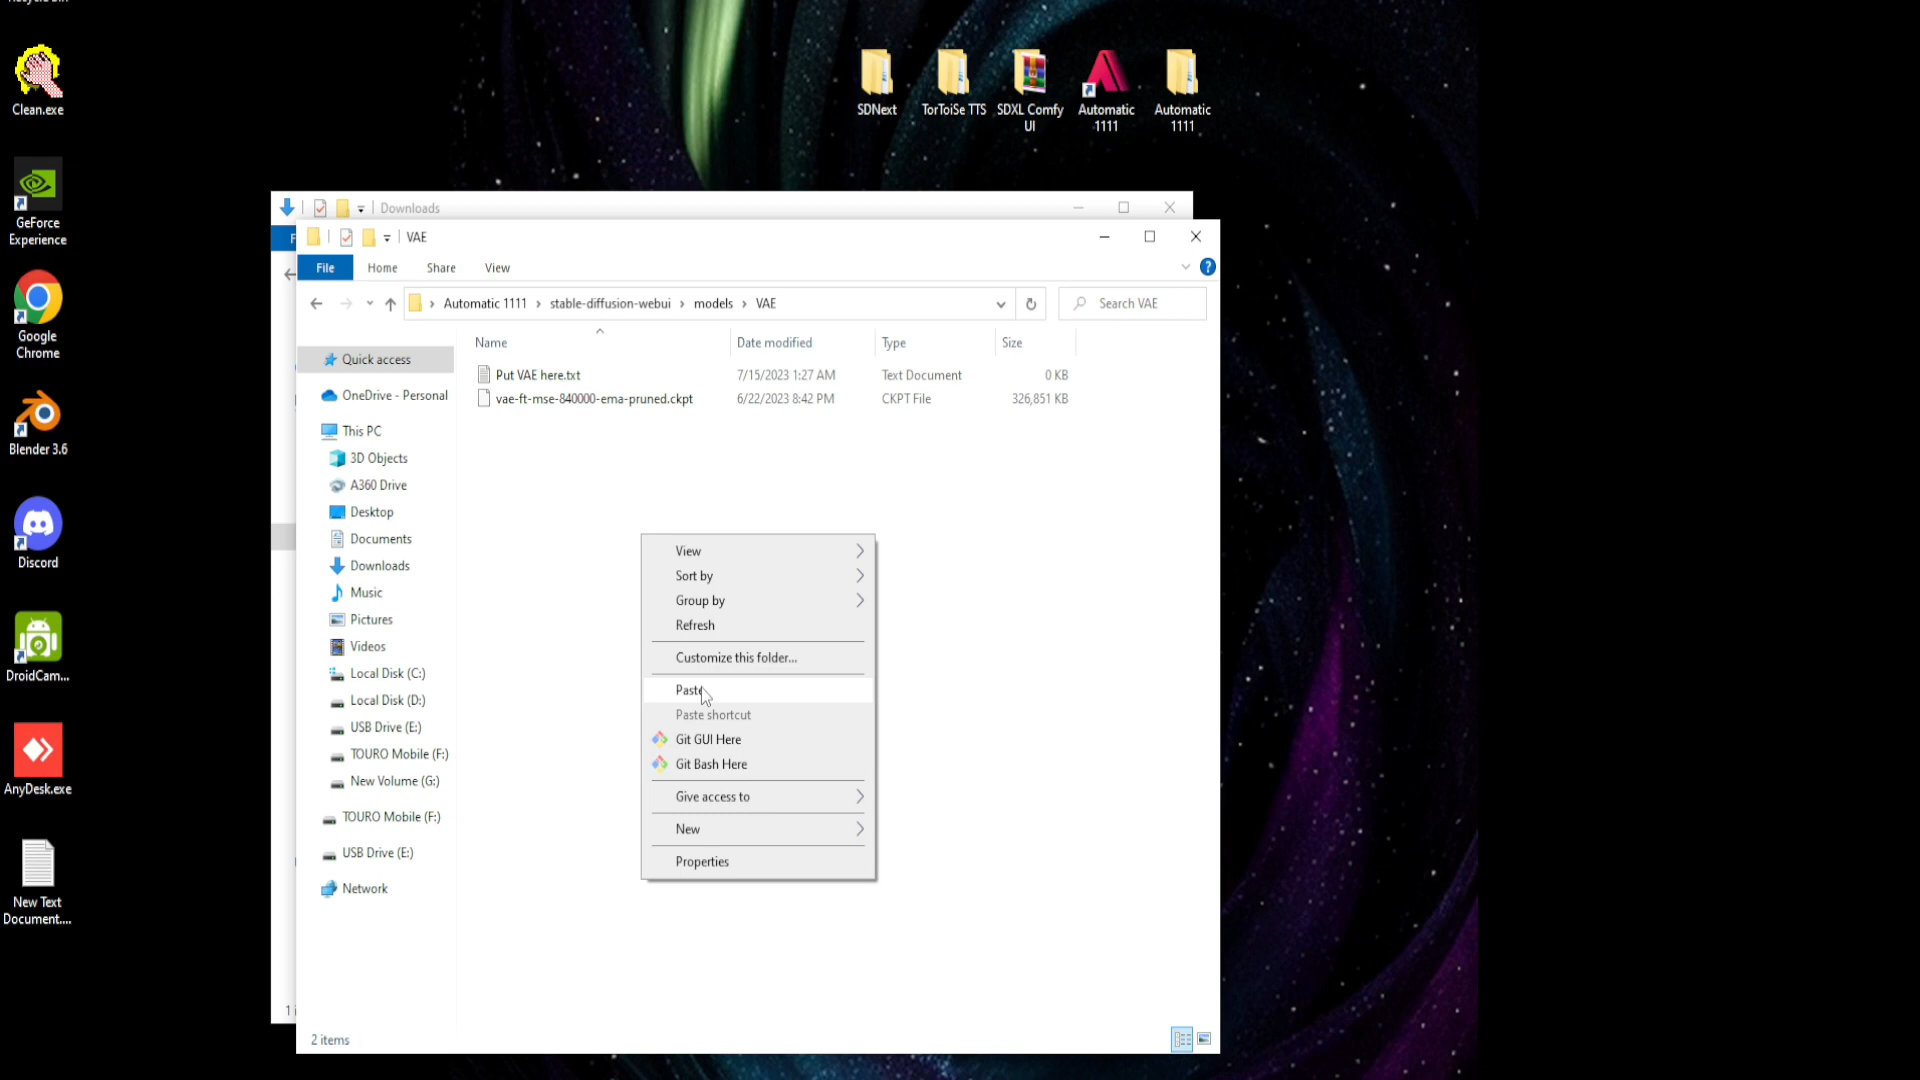 Clean.exe
GeForce
Experience
Google
Chrome
Blender 3.6
Discord
DroidCam...
AnyDesk.exe
New Text
Document....
SDNext
TorToiSe TTS
SDXL Comfy
UI
Automatic
1111
Automatic
1111
Downloads
VAE
File Home Share View
Automatic 1111 › stable-diffusion-webui › models › VAE
Search VAE
Name Date modified Type Size
Put VAE here.txt 7/15/2023 1:27 AM Text Document 0 KB
vae-ft-mse-840000-ema-pruned.ckpt 6/22/2023 8:42 PM CKPT File 326,851 KB
Quick access
OneDrive - Personal
This PC
3D Objects
A360 Drive
Desktop
Documents
Downloads
Music
Pictures
Videos
Local Disk (C:)
Local Disk (D:)
USB Drive (E:)
TOURO Mobile (F:)
New Volume (G:)
TOURO Mobile (F:)
USB Drive (E:)
Network
View
Sort by
Group by
Refresh
Customize this folder...
Paste
Paste shortcut
Git GUI Here
Git Bash Here
Give access to
New
Properties
2 items